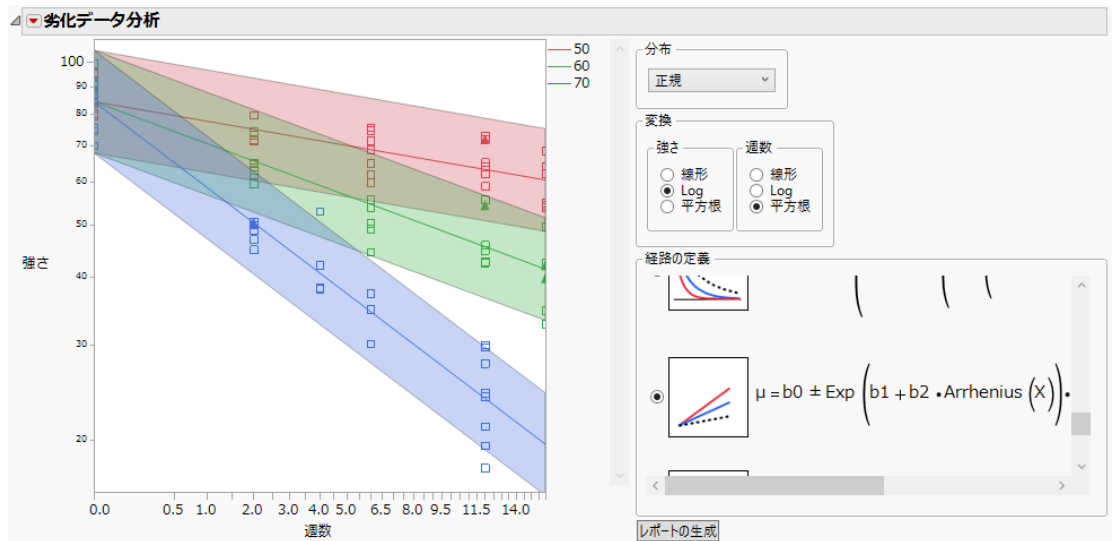 劣化データ分析
50
60
70
100
90
80
70
60
50
40
30
20
強さ
0.0 0.5 1.0 2.0 3.0 4.0 5.0 6.5 8.0 9.5 11.5 14.0
週数
分布
正規
変換
強さ
線形
Log
平方根
週数
線形
Log
平方根
経路の定義
μ = b0 ± Exp (b1 + b2 • Arrhenius (X)) •
レポートの生成